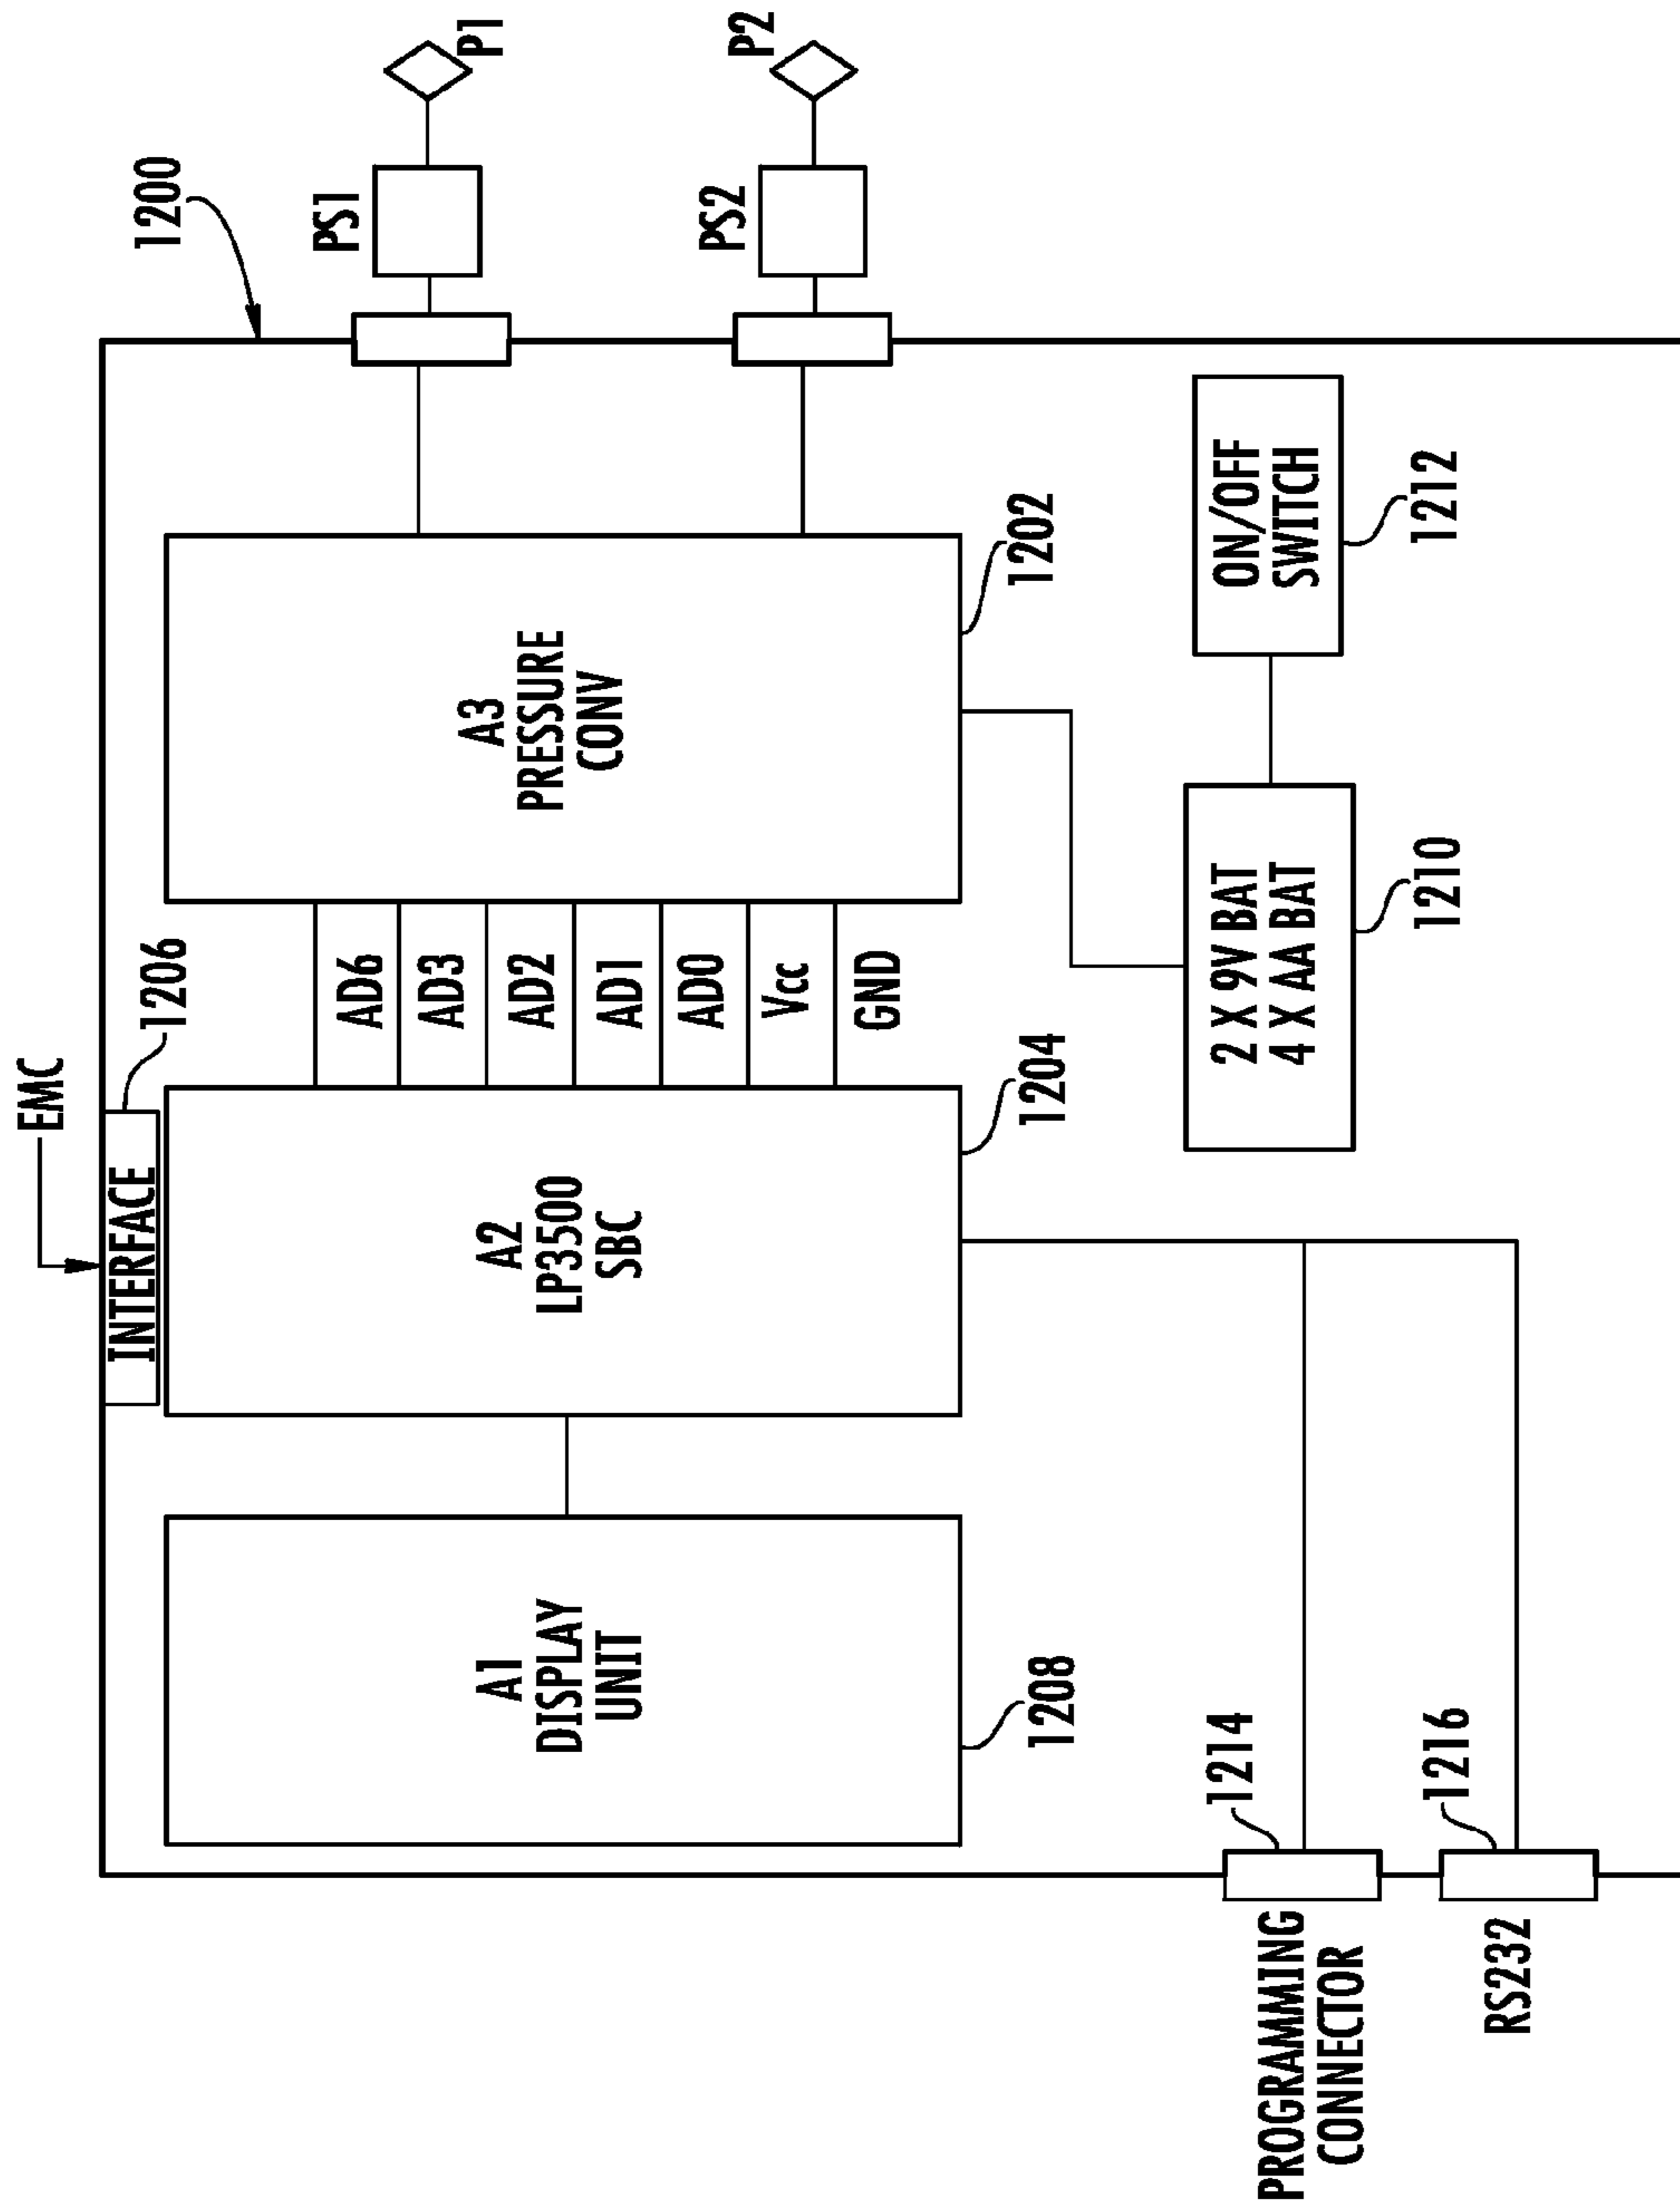 EMC
1206
INTERFACE
1200
A1
DISPLAY
UNIT
1208
A2
LP3500
SBC
1204
AD6
AD3
AD2
AD1
AD0
Vcc
GND
A3
PRESSURE
CONV
1202
PS1
P1
PS2
P2
2 X 9V BAT
4 X AA BAT
1210
ON/OFF
SWITCH
1212
1214
PROGRAMMING
CONNECTOR
1216
RS232